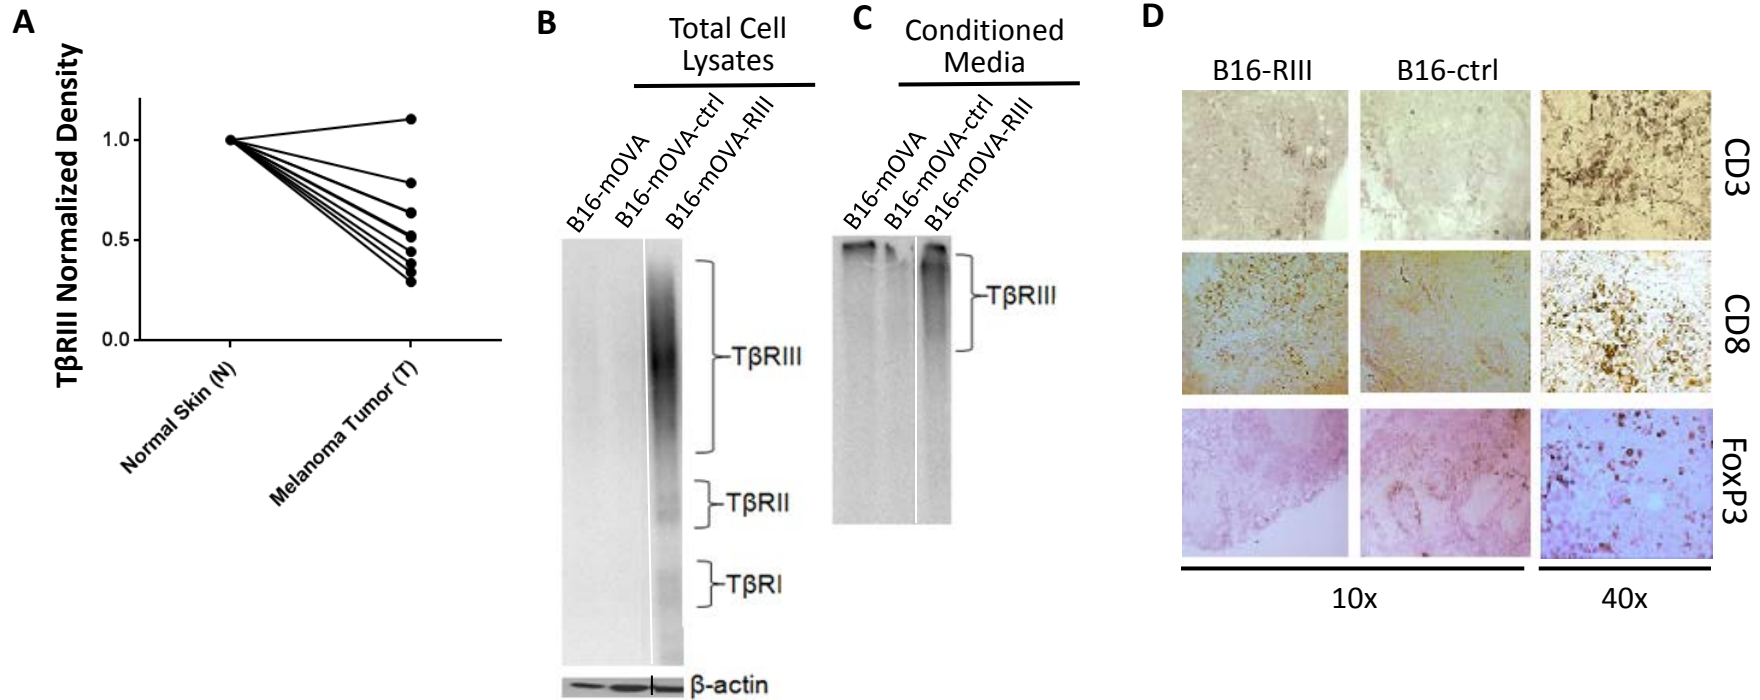 A
TβRIII Normalized Density
1.0
0.5
0.0
Normal Skin (N)
Melanoma Tumor (T)
B
Total Cell
Lysates
B16-mOVA
B16-mOVA-ctrl
B16-mOVA-RIII
TβRIII
TβRII
TβRI
β-actin
C
Conditioned
Media
B16-mOVA
B16-mOVA-ctrl
B16-mOVA-RIII
TβRIII
D
B16-RIII
B16-ctrl
CD3
CD8
FoxP3
10x
40x